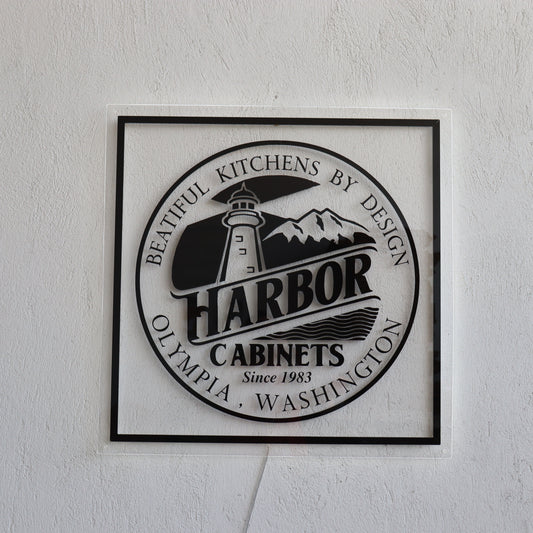 BEATIFUL KITCHENS BY DESIGN
HARBOR
CABINETS
Since 1983
OLYMPIA , WASHINGTON